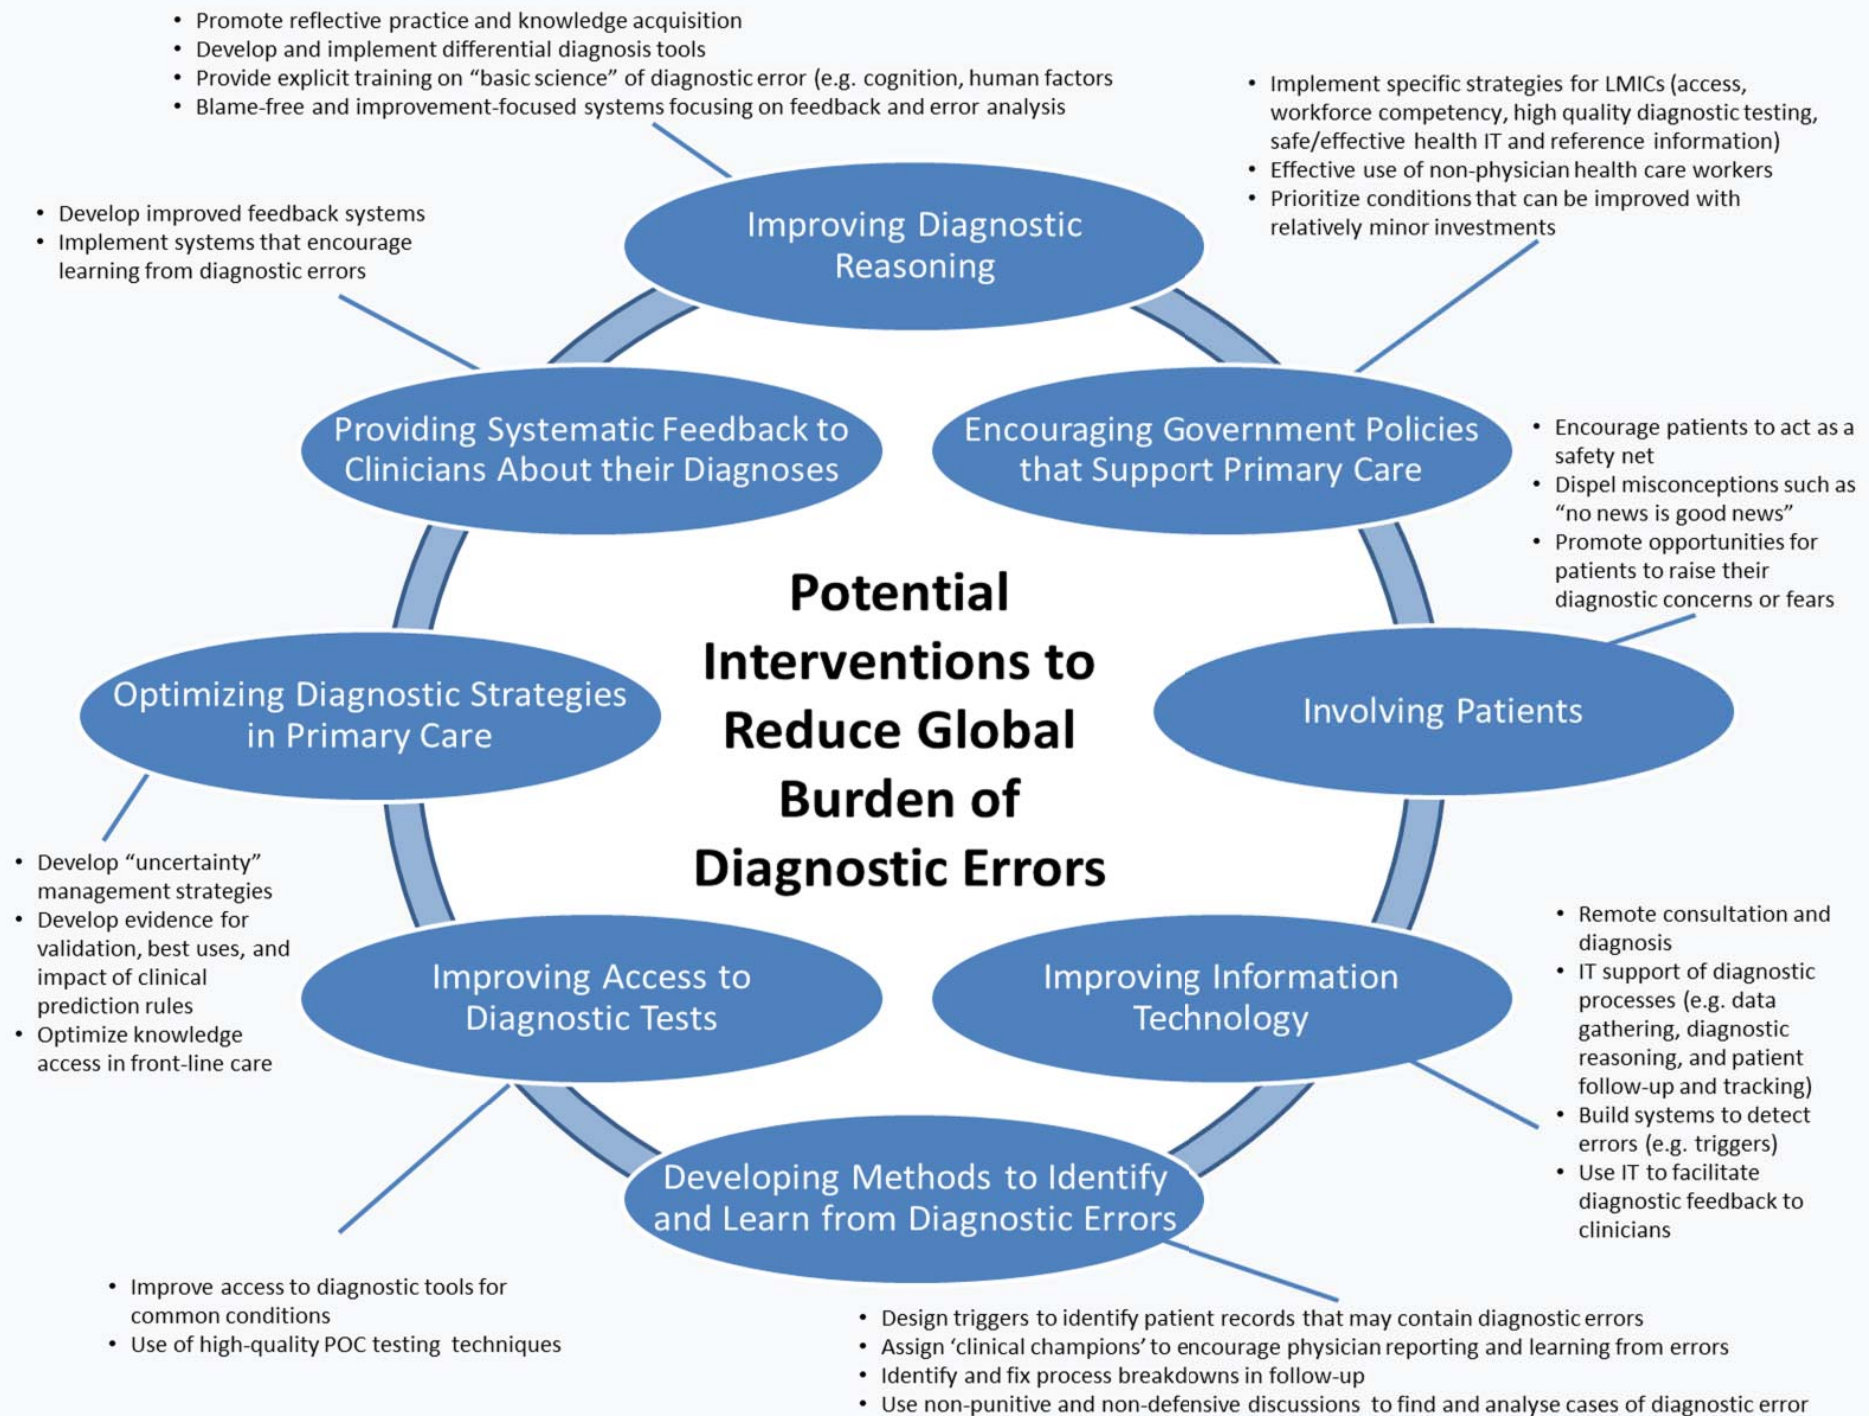 • Promote reflective practice and knowledge acquisition
• Develop and implement differential diagnosis tools
• Provide explicit training on “basic science” of diagnostic error (e.g. cognition, human factors
• Blame-free and improvement-focused systems focusing on feedback and error analysis
• Implement specific strategies for LMICs (access,
workforce competency, high quality diagnostic testing,
safe/effective health IT and reference information)
• Effective use of non-physician health care workers
• Prioritize conditions that can be improved with
relatively minor investments
• Develop improved feedback systems
• Implement systems that encourage
learning from diagnostic errors
Improving Diagnostic
Reasoning
Providing Systematic Feedback to
Clinicians About their Diagnoses
Encouraging Government Policies
that Support Primary Care
• Encourage patients to act as a
safety net
• Dispel misconceptions such as
“no news is good news”
• Promote opportunities for
patients to raise their
diagnostic concerns or fears
Potential
Interventions to
Reduce Global
Burden of
Diagnostic Errors
Optimizing Diagnostic Strategies
in Primary Care
Involving Patients
• Develop “uncertainty”
management strategies
• Develop evidence for
validation, best uses, and
impact of clinical
prediction rules
• Optimize knowledge
access in front-line care
Improving Access to
Diagnostic Tests
Improving Information
Technology
• Remote consultation and
diagnosis
• IT support of diagnostic
processes (e.g. data
gathering, diagnostic
reasoning, and patient
follow-up and tracking)
• Build systems to detect
errors (e.g. triggers)
• Use IT to facilitate
diagnostic feedback to
clinicians
Developing Methods to Identify
and Learn from Diagnostic Errors
• Improve access to diagnostic tools for
common conditions
• Use of high-quality POC testing techniques
• Design triggers to identify patient records that may contain diagnostic errors
• Assign ‘clinical champions’ to encourage physician reporting and learning from errors
• Identify and fix process breakdowns in follow-up
• Use non-punitive and non-defensive discussions to find and analyse cases of diagnostic error